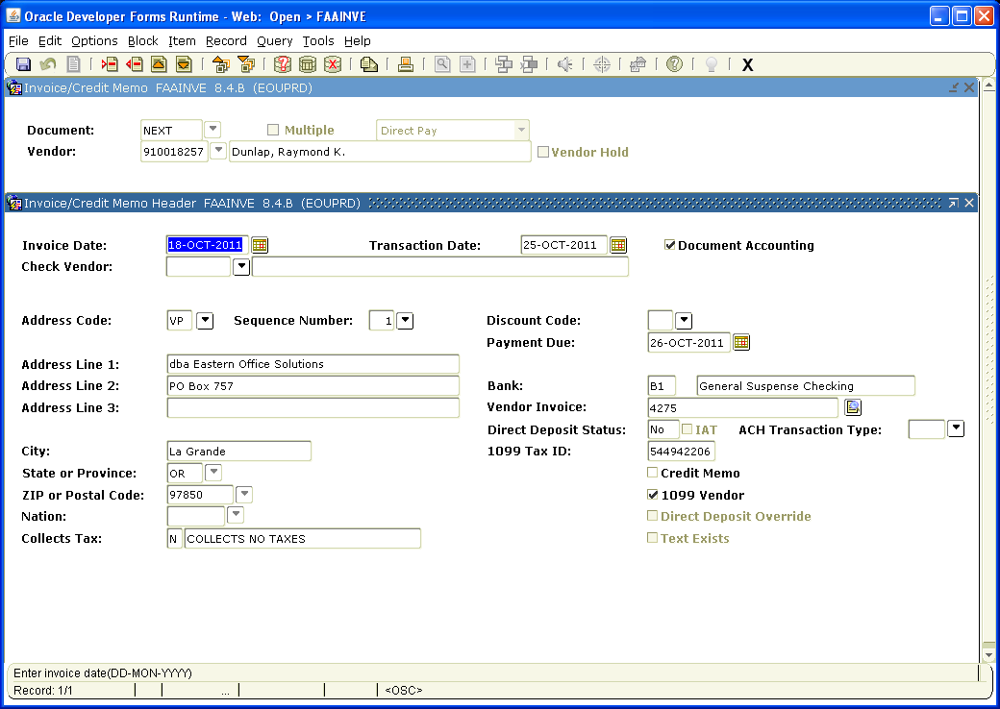 Oracle Developer Forms Runtime - Web: Open > FAAINVE
File Edit Options Block Item Record Query Tools Help
X
Invoice/Credit Memo FAAINVE 8.4.B (EOUPRD)
Document: NEXT Multiple Direct Pay
Vendor: 910018257 Dunlap, Raymond K. Vendor Hold
Invoice/Credit Memo Header FAAINVE 8.4.B (EOUPRD)
Invoice Date: 18-OCT-2011 Transaction Date: 25-OCT-2011 Document Accounting
Check Vendor:
Address Code: VP Sequence Number: 1 Discount Code:
Payment Due: 26-OCT-2011
Address Line 1: dba Eastern Office Solutions
Address Line 2: PO Box 757 Bank: B1 General Suspense Checking
Address Line 3: Vendor Invoice: 4275
Direct Deposit Status: No IAT ACH Transaction Type:
City: La Grande 1099 Tax ID: 544942206
State or Province: OR Credit Memo
ZIP or Postal Code: 97850 1099 Vendor
Nation: Direct Deposit Override
Collects Tax: N COLLECTS NO TAXES Text Exists
Enter invoice date(DD-MON-YYYY)
Record: 1/1 ... <OSC>